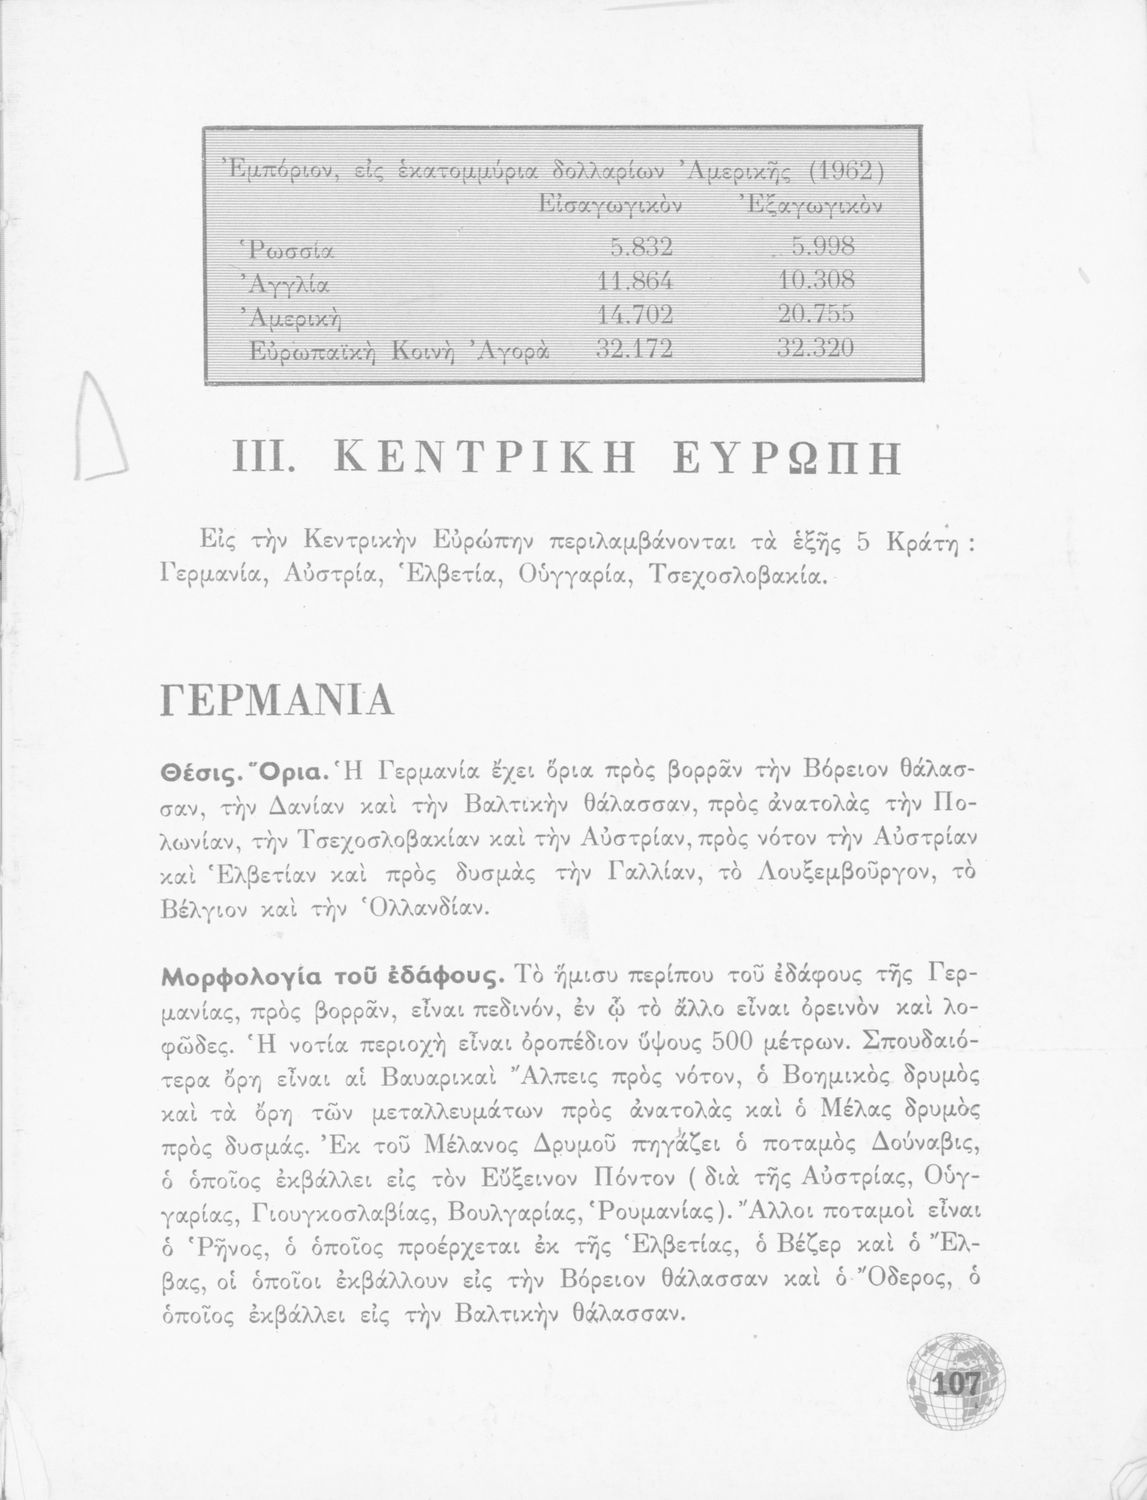 Ἐμπόριον, εἰς ἑκατομμύρια δολλαρίων Ἀμερικῆς (1962)
Εἰσαγωγικὸν Ἐξαγωγικὸν
Ῥωσσία 5.832 5.998
Ἀγγλία 11.864 10.308
Ἀμερικὴ 14.702 20.755
Εὐρωπαϊκὴ Κοινὴ Ἀγορὰ 32.172 32.320
III. ΚΕΝΤΡΙΚΗ ΕΥΡΩΠΗ
Εἰς τὴν Κεντρικὴν Εὐρώπην περιλαμβάνονται τὰ ἑξῆς 5 Κράτη :
Γερμανία, Αὐστρία, Ἑλβετία, Οὑγγαρία, Τσεχοσλοβακία.
ΓΕΡΜΑΝΙΑ
Θέσις. Ὅρια. Ἡ Γερμανία ἔχει ὅρια πρὸς βορρᾶν τὴν Βόρειον θάλασ-
σαν, τὴν Δανίαν καὶ τὴν Βαλτικὴν θάλασσαν, πρὸς ἀνατολὰς τὴν Πο-
λωνίαν, τὴν Τσεχοσλοβακίαν καὶ τὴν Αὐστρίαν, πρὸς νότον τὴν Αὐστρίαν
καὶ Ἑλβετίαν καὶ πρὸς δυσμὰς τὴν Γαλλίαν, τὸ Λουξεμβοῦργον, τὸ
Βέλγιον καὶ τὴν Ὁλλανδίαν.
Μορφολογία τοῦ ἐδάφους. Τὸ ἥμισυ περίπου τοῦ ἐδάφους τῆς Γερ-
μανίας, πρὸς βορρᾶν, εἶναι πεδινόν, ἐν ᾧ τὸ ἄλλο εἶναι ὀρεινὸν καὶ λο-
φῶδες. Ἡ νοτία περιοχὴ εἶναι ὀροπέδιον ὕψους 500 μέτρων. Σπουδαιό-
τερα ὄρη εἶναι αἱ Βαυαρικαὶ Ἄλπεις πρὸς νότον, ὁ Βοημικὸς δρυμὸς
καὶ τὰ ὄρη τῶν μεταλλευμάτων πρὸς ἀνατολὰς καὶ ὁ Μέλας δρυμὸς
πρὸς δυσμάς. Ἐκ τοῦ Μέλανος Δρυμοῦ πηγάζει ὁ ποταμὸς Δούναβις,
ὁ ὁποῖος ἐκβάλλει εἰς τὸν Εὔξεινον Πόντον ( διὰ τῆς Αὐστρίας, Οὑγ-
γαρίας, Γιουγκοσλαβίας, Βουλγαρίας, Ῥουμανίας). Ἄλλοι ποταμοὶ εἶναι
ὁ Ῥῆνος, ὁ ὁποῖος προέρχεται ἐκ τῆς Ἑλβετίας, ὁ Βέζερ καὶ ὁ Ἔλ-
βας, οἱ ὁποῖοι ἐκβάλλουν εἰς τὴν Βόρειον θάλασσαν καὶ ὁ Ὄδερος, ὁ
ὁποῖος ἐκβάλλει εἰς τὴν Βαλτικὴν θάλασσαν.
107